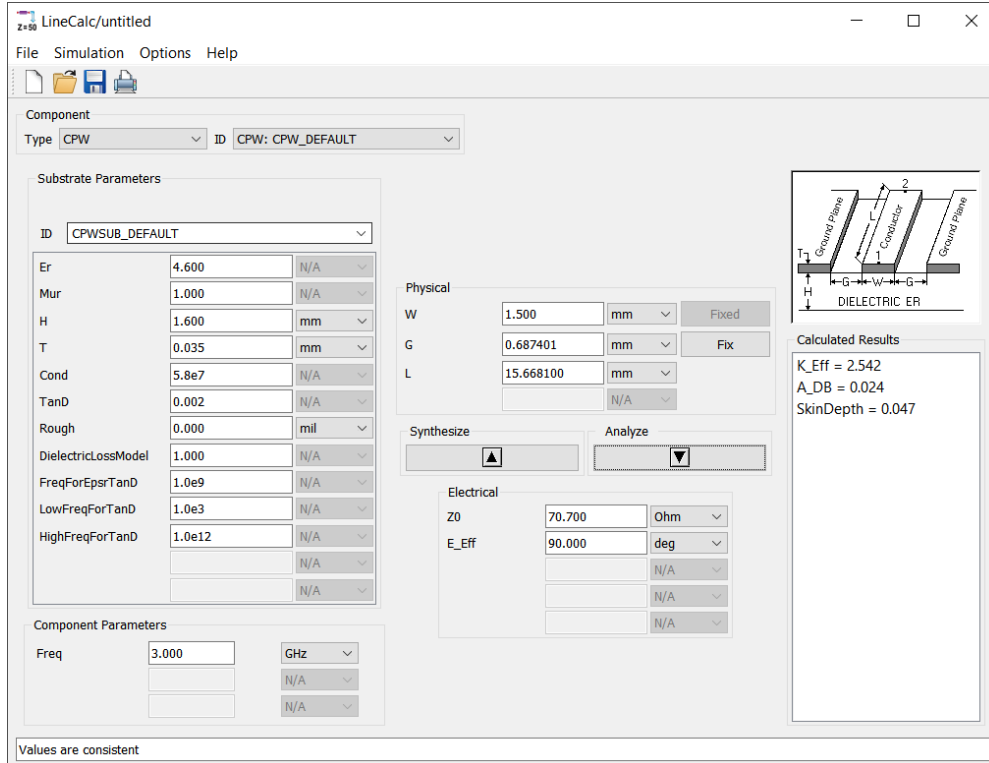 Z=50 LineCalc/untitled
File Simulation Options Help
Component
Type CPW ID CPW: CPW_DEFAULT
Substrate Parameters
ID CPWSUB_DEFAULT
Er 4.600 N/A
Mur 1.000 N/A
H 1.600 mm
T 0.035 mm
Cond 5.8e7 N/A
TanD 0.002 N/A
Rough 0.000 mil
DielectricLossModel 1.000 N/A
FreqForEpsrTanD 1.0e9 N/A
LowFreqForTanD 1.0e3 N/A
HighFreqForTanD 1.0e12 N/A
N/A
N/A
Component Parameters
Freq 3.000 GHz
N/A
N/A
Physical
W 1.500 mm Fixed
G 0.687401 mm Fix
L 15.668100 mm
N/A
Synthesize Analyze
Electrical
Z0 70.700 Ohm
E_Eff 90.000 deg
N/A
N/A
N/A
2
Ground Plane L Conductor Ground Plane
T 1
G W G
H DIELECTRIC ER
Calculated Results
K_Eff = 2.542
A_DB = 0.024
SkinDepth = 0.047
Values are consistent